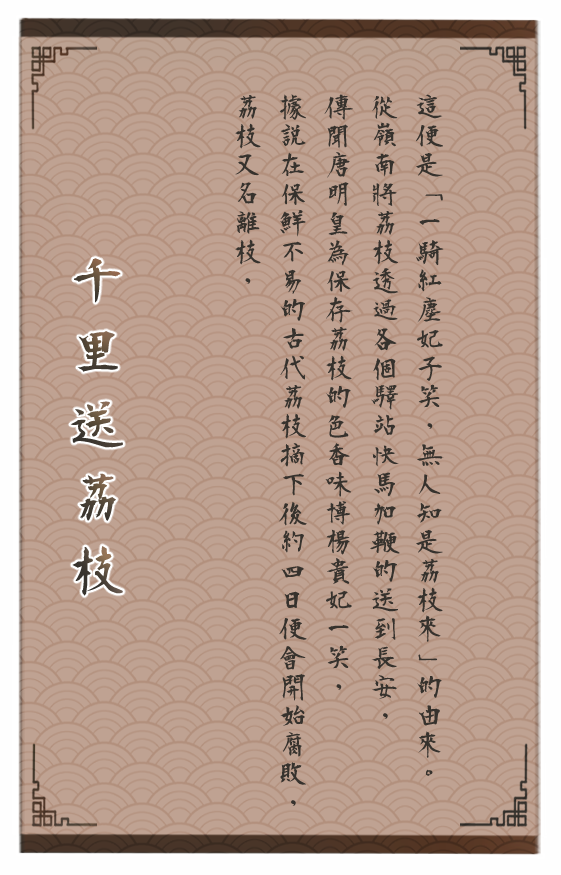 千里送荔枝
荔枝又名離枝，
據說在保鮮不易的古代荔枝摘下後約四日便會開始腐敗，
傳聞唐明皇為保存荔枝的色香味博楊貴妃一笑，
從嶺南將荔枝透過各個驛站快馬加鞭的送到長安，
這便是「一騎紅塵妃子笑，無人知是荔枝來」的由來。